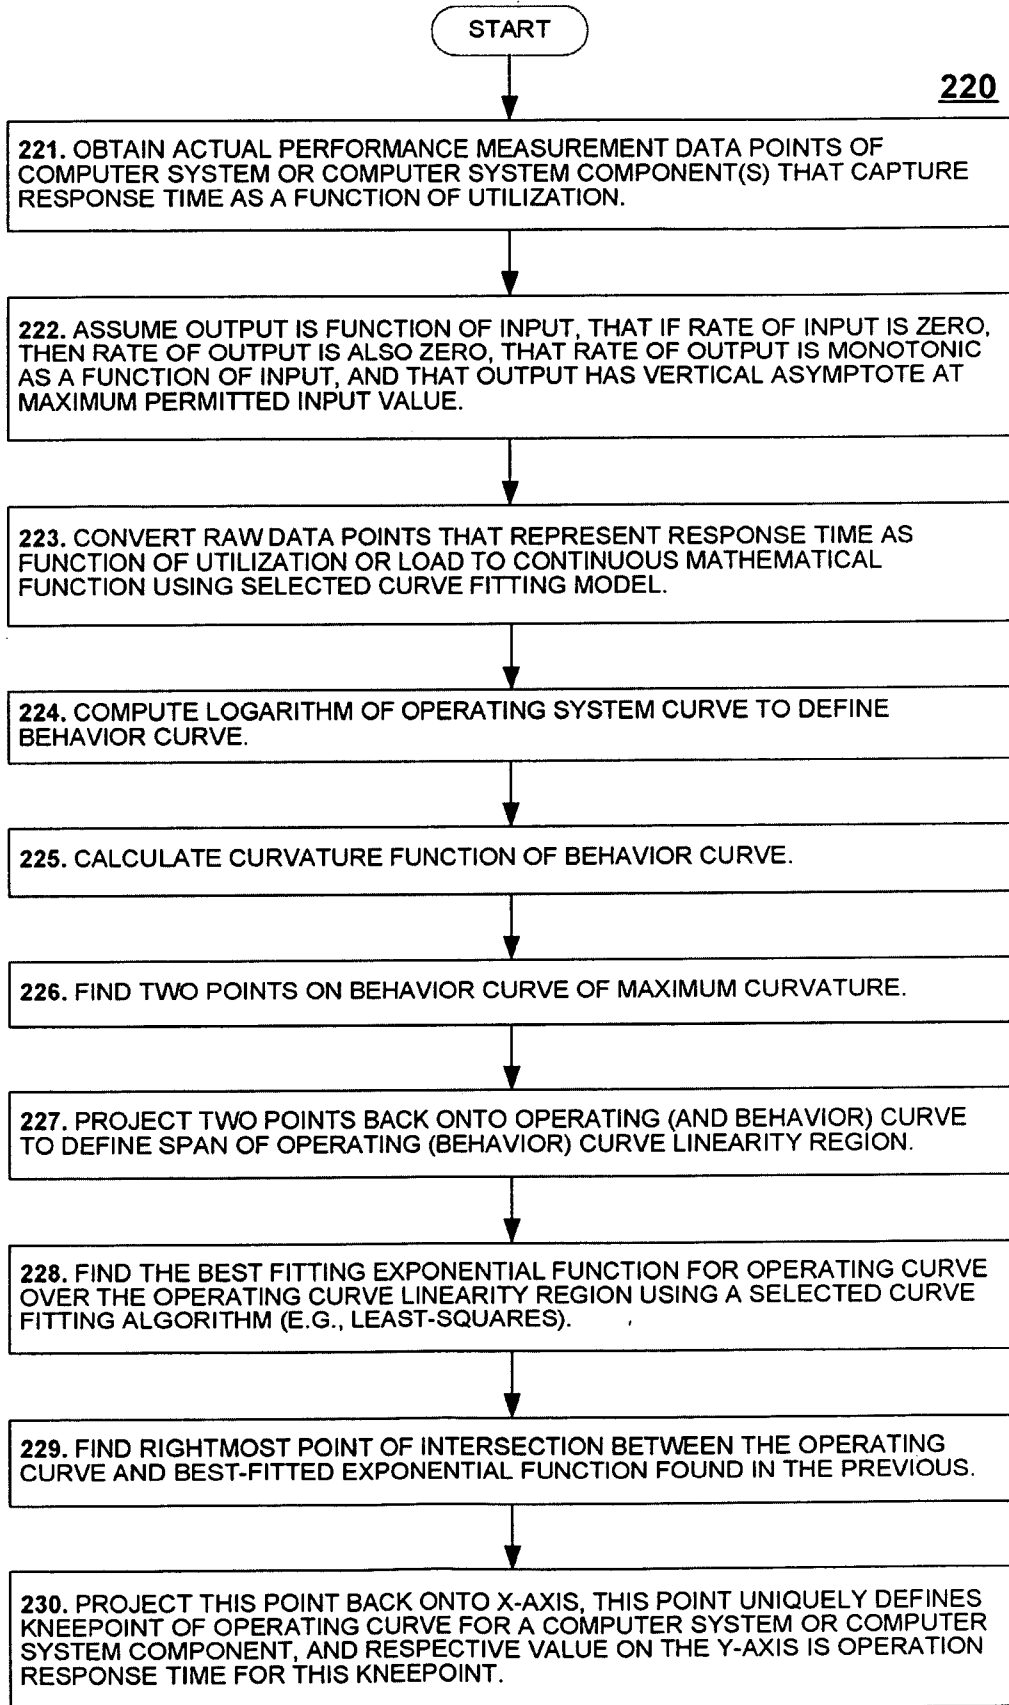 START
220
221. OBTAIN ACTUAL PERFORMANCE MEASUREMENT DATA POINTS OF
COMPUTER SYSTEM OR COMPUTER SYSTEM COMPONENT(S) THAT CAPTURE
RESPONSE TIME AS A FUNCTION OF UTILIZATION.
222. ASSUME OUTPUT IS FUNCTION OF INPUT, THAT IF RATE OF INPUT IS ZERO,
THEN RATE OF OUTPUT IS ALSO ZERO, THAT RATE OF OUTPUT IS MONOTONIC
AS A FUNCTION OF INPUT, AND THAT OUTPUT HAS VERTICAL ASYMPTOTE AT
MAXIMUM PERMITTED INPUT VALUE.
223. CONVERT RAW DATA POINTS THAT REPRESENT RESPONSE TIME AS
FUNCTION OF UTILIZATION OR LOAD TO CONTINUOUS MATHEMATICAL
FUNCTION USING SELECTED CURVE FITTING MODEL.
224. COMPUTE LOGARITHM OF OPERATING SYSTEM CURVE TO DEFINE
BEHAVIOR CURVE.
225. CALCULATE CURVATURE FUNCTION OF BEHAVIOR CURVE.
226. FIND TWO POINTS ON BEHAVIOR CURVE OF MAXIMUM CURVATURE.
227. PROJECT TWO POINTS BACK ONTO OPERATING (AND BEHAVIOR) CURVE
TO DEFINE SPAN OF OPERATING (BEHAVIOR) CURVE LINEARITY REGION.
228. FIND THE BEST FITTING EXPONENTIAL FUNCTION FOR OPERATING CURVE
OVER THE OPERATING CURVE LINEARITY REGION USING A SELECTED CURVE
FITTING ALGORITHM (E.G., LEAST-SQUARES).
229. FIND RIGHTMOST POINT OF INTERSECTION BETWEEN THE OPERATING
CURVE AND BEST-FITTED EXPONENTIAL FUNCTION FOUND IN THE PREVIOUS.
230. PROJECT THIS POINT BACK ONTO X-AXIS, THIS POINT UNIQUELY DEFINES
KNEEPOINT OF OPERATING CURVE FOR A COMPUTER SYSTEM OR COMPUTER
SYSTEM COMPONENT, AND RESPECTIVE VALUE ON THE Y-AXIS IS OPERATION
RESPONSE TIME FOR THIS KNEEPOINT.